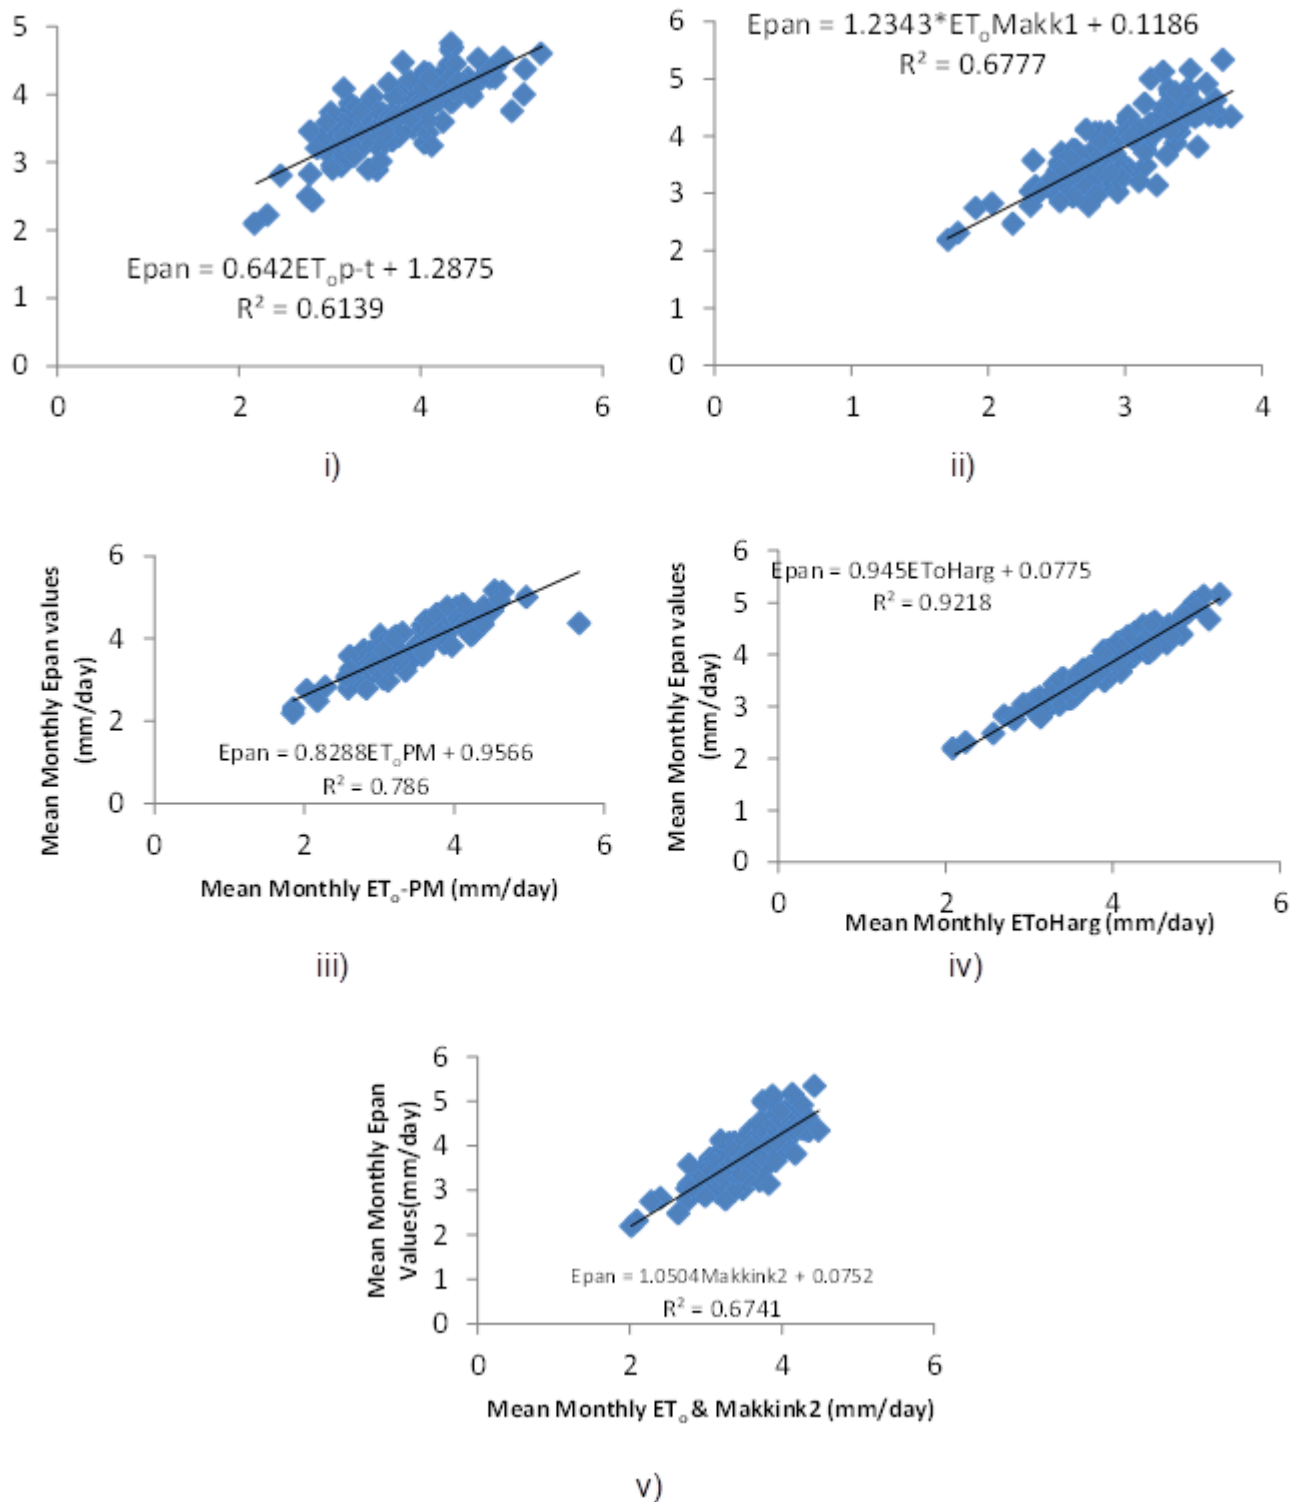 5
4
3
2
1
0
0
2
4
6
Epan = 0.642ETₒp-t + 1.2875
R² = 0.6139
i)
Epan = 1.2343*ETₒMakk1 + 0.1186
R² = 0.6777
6
5
4
3
2
1
0
0
1
2
3
4
ii)
Mean Monthly Epan values
(mm/day)
6
4
2
0
0
2
4
6
Epan = 0.8288ETₒPM + 0.9566
R² = 0.786
Mean Monthly ETₒ-PM (mm/day)
iii)
Mean Monthly Epan values
(mm/day)
6
5
4
3
2
1
0
0
2
4
6
Epan = 0.945EToHarg + 0.0775
R² = 0.9218
Mean Monthly EToHarg (mm/day)
iv)
Mean Monthly Epan
Values(mm/day)
6
5
4
3
2
1
0
0
2
4
6
Epan = 1.0504Makkink2 + 0.0752
R² = 0.6741
Mean Monthly ETₒ & Makkink2 (mm/day)
v)